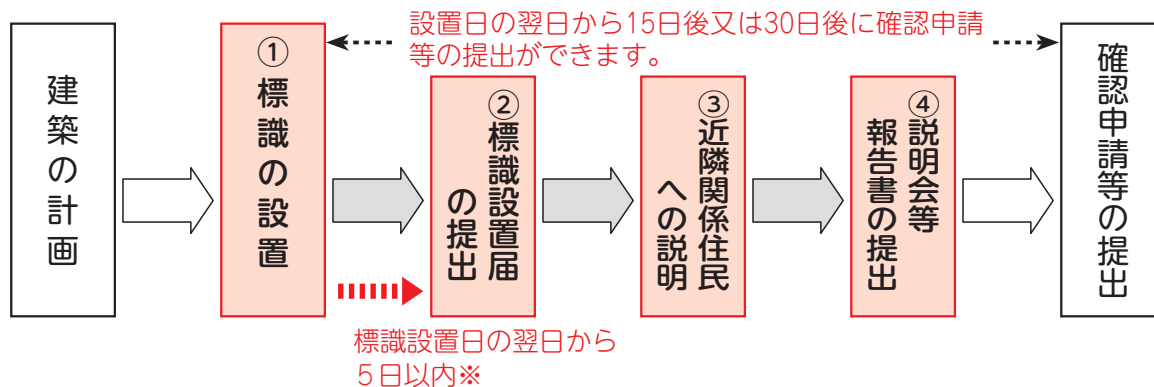 設置日の翌日から15日後又は30日後に確認申請
等の提出ができます。
建築の計画
①標識の設置
②標識設置届
の提出
③近隣関係住民
への説明
④説明会等
報告書の提出
確認申請等の提出
標識設置日の翌日から
5日以内※